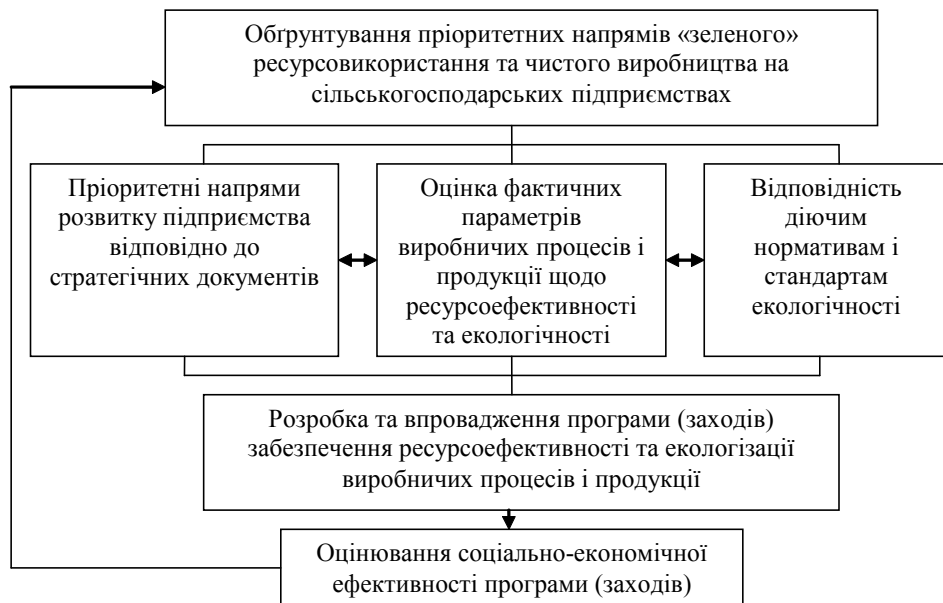 Обґрунтування пріоритетних напрямів «зеленого»
ресурсовикористання та чистого виробництва на
сільськогосподарських підприємствах
Пріоритетні напрями
розвитку підприємства
відповідно до
стратегічних документів
Оцінка фактичних
параметрів
виробничих процесів і
продукції щодо
ресурсоефективності
та екологічності
Відповідність
діючим
нормативам і
стандартам
екологічності
Розробка та впровадження програми (заходів)
забезпечення ресурсоефективності та екологізації
виробничих процесів і продукції
Оцінювання соціально-економічної
ефективності програми (заходів)